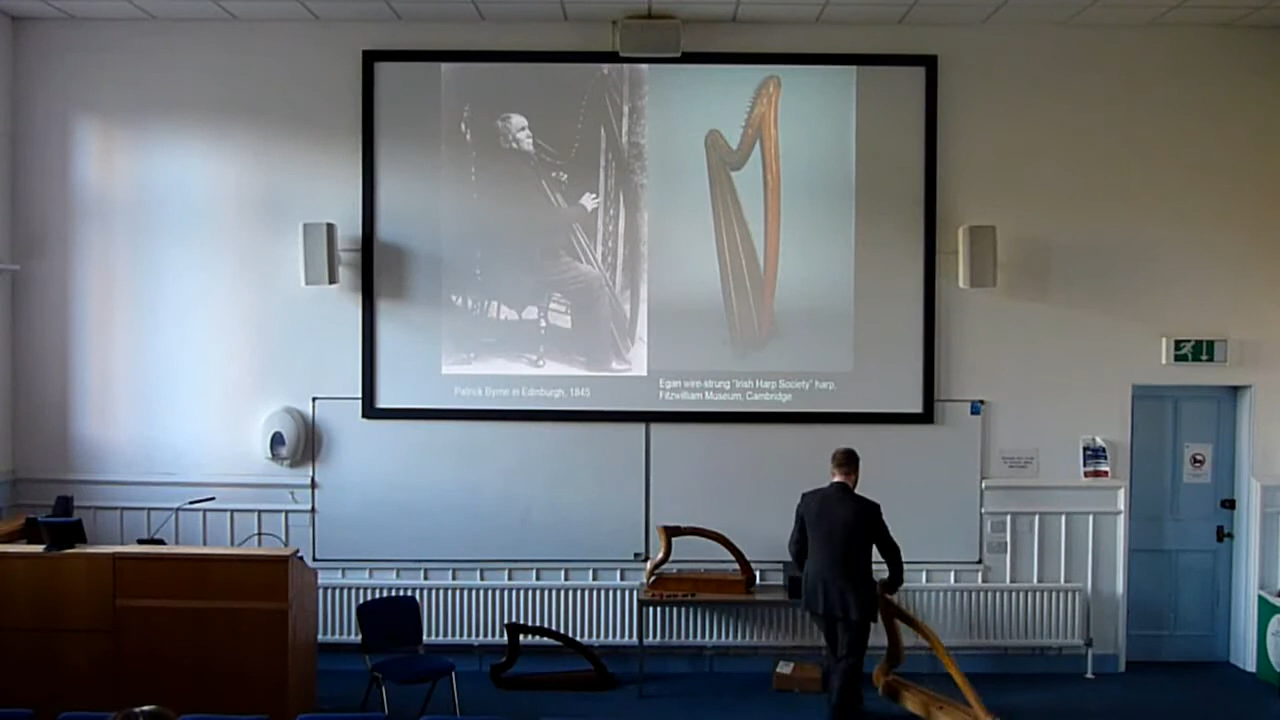 Patrick Byrne in Edinburgh, 1845
Egan wire-strung "Irish Harp Society" harp,
Fitzwilliam Museum, Cambridge